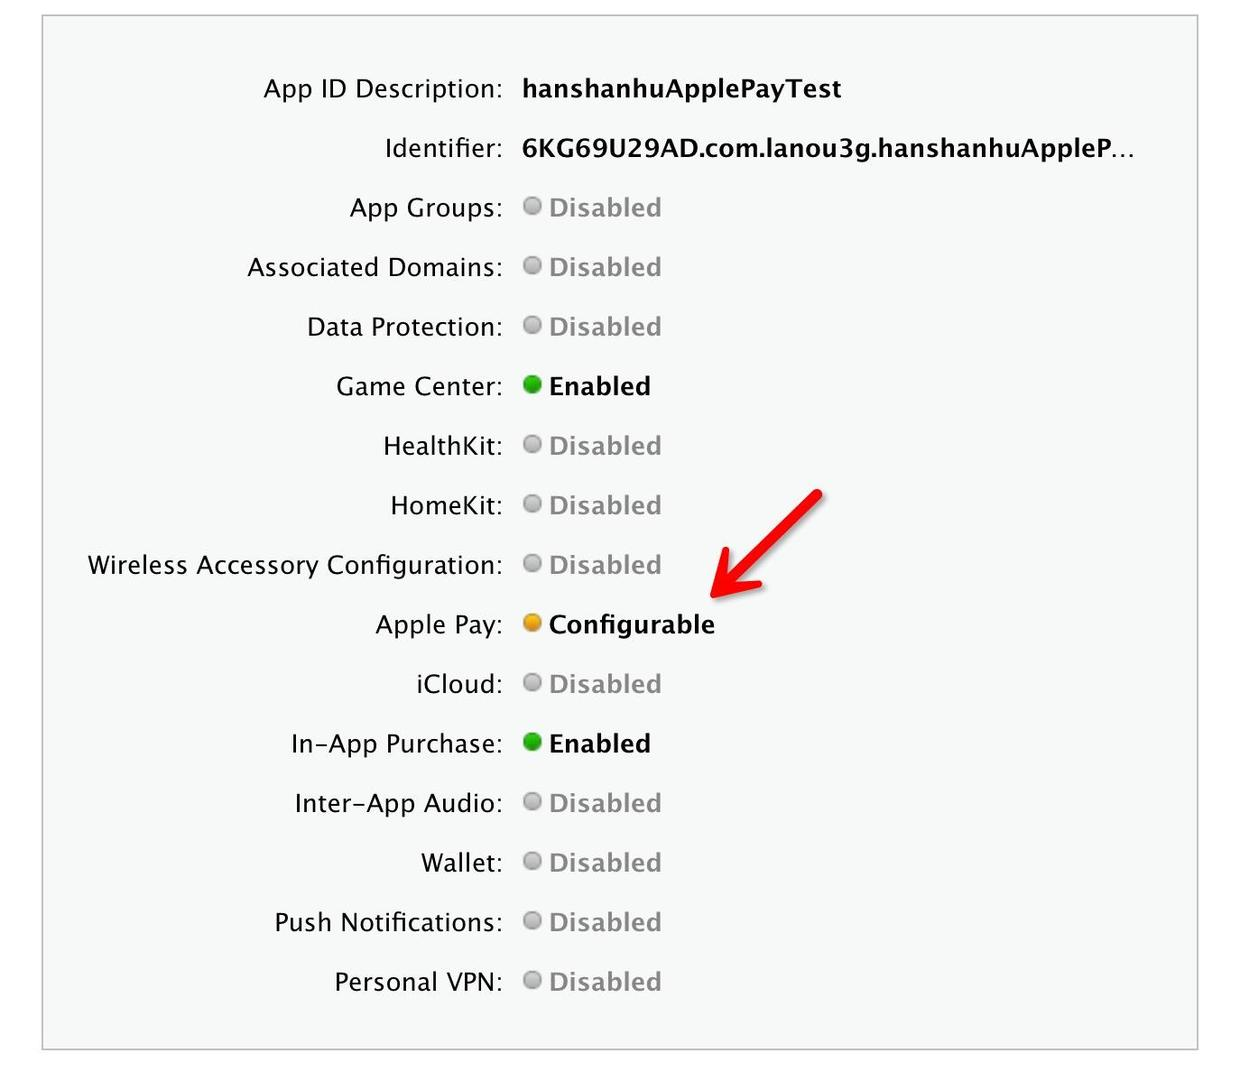 App ID Description: hanshanhuApplePayTest
Identifier: 6KG69U29AD.com.lanou3g.hanshanhuAppleP...
App Groups: Disabled
Associated Domains: Disabled
Data Protection: Disabled
Game Center: Enabled
HealthKit: Disabled
HomeKit: Disabled
Wireless Accessory Configuration: Disabled
Apple Pay: Configurable
iCloud: Disabled
In-App Purchase: Enabled
Inter-App Audio: Disabled
Wallet: Disabled
Push Notifications: Disabled
Personal VPN: Disabled